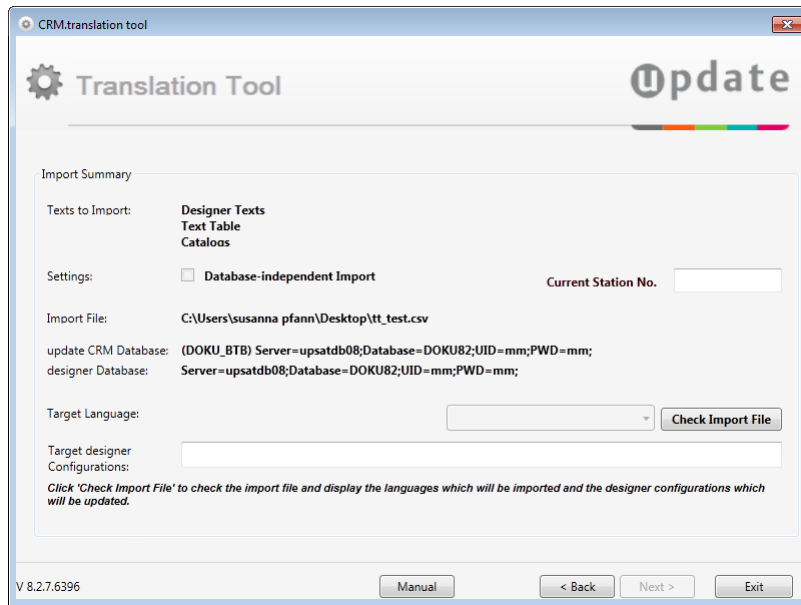 CRM.translation tool
Translation Tool
update
Import Summary
Texts to Import: Designer Texts
Text Table
Catalogs
Settings: Database-independent Import Current Station No.
Import File: C:\Users\susanna pfann\Desktop\tt_test.csv
update CRM Database: (DOKU_BTB) Server=upsatdb08;Database=DOKU82;UID=mm;PWD=mm;
designer Database: Server=upsatdb08;Database=DOKU82;UID=mm;PWD=mm;
Target Language: Check Import File
Target designer
Configurations:
Click 'Check Import File' to check the import file and display the languages which will be imported and the designer configurations which
will be updated.
V 8.2.7.6396 Manual < Back Next > Exit